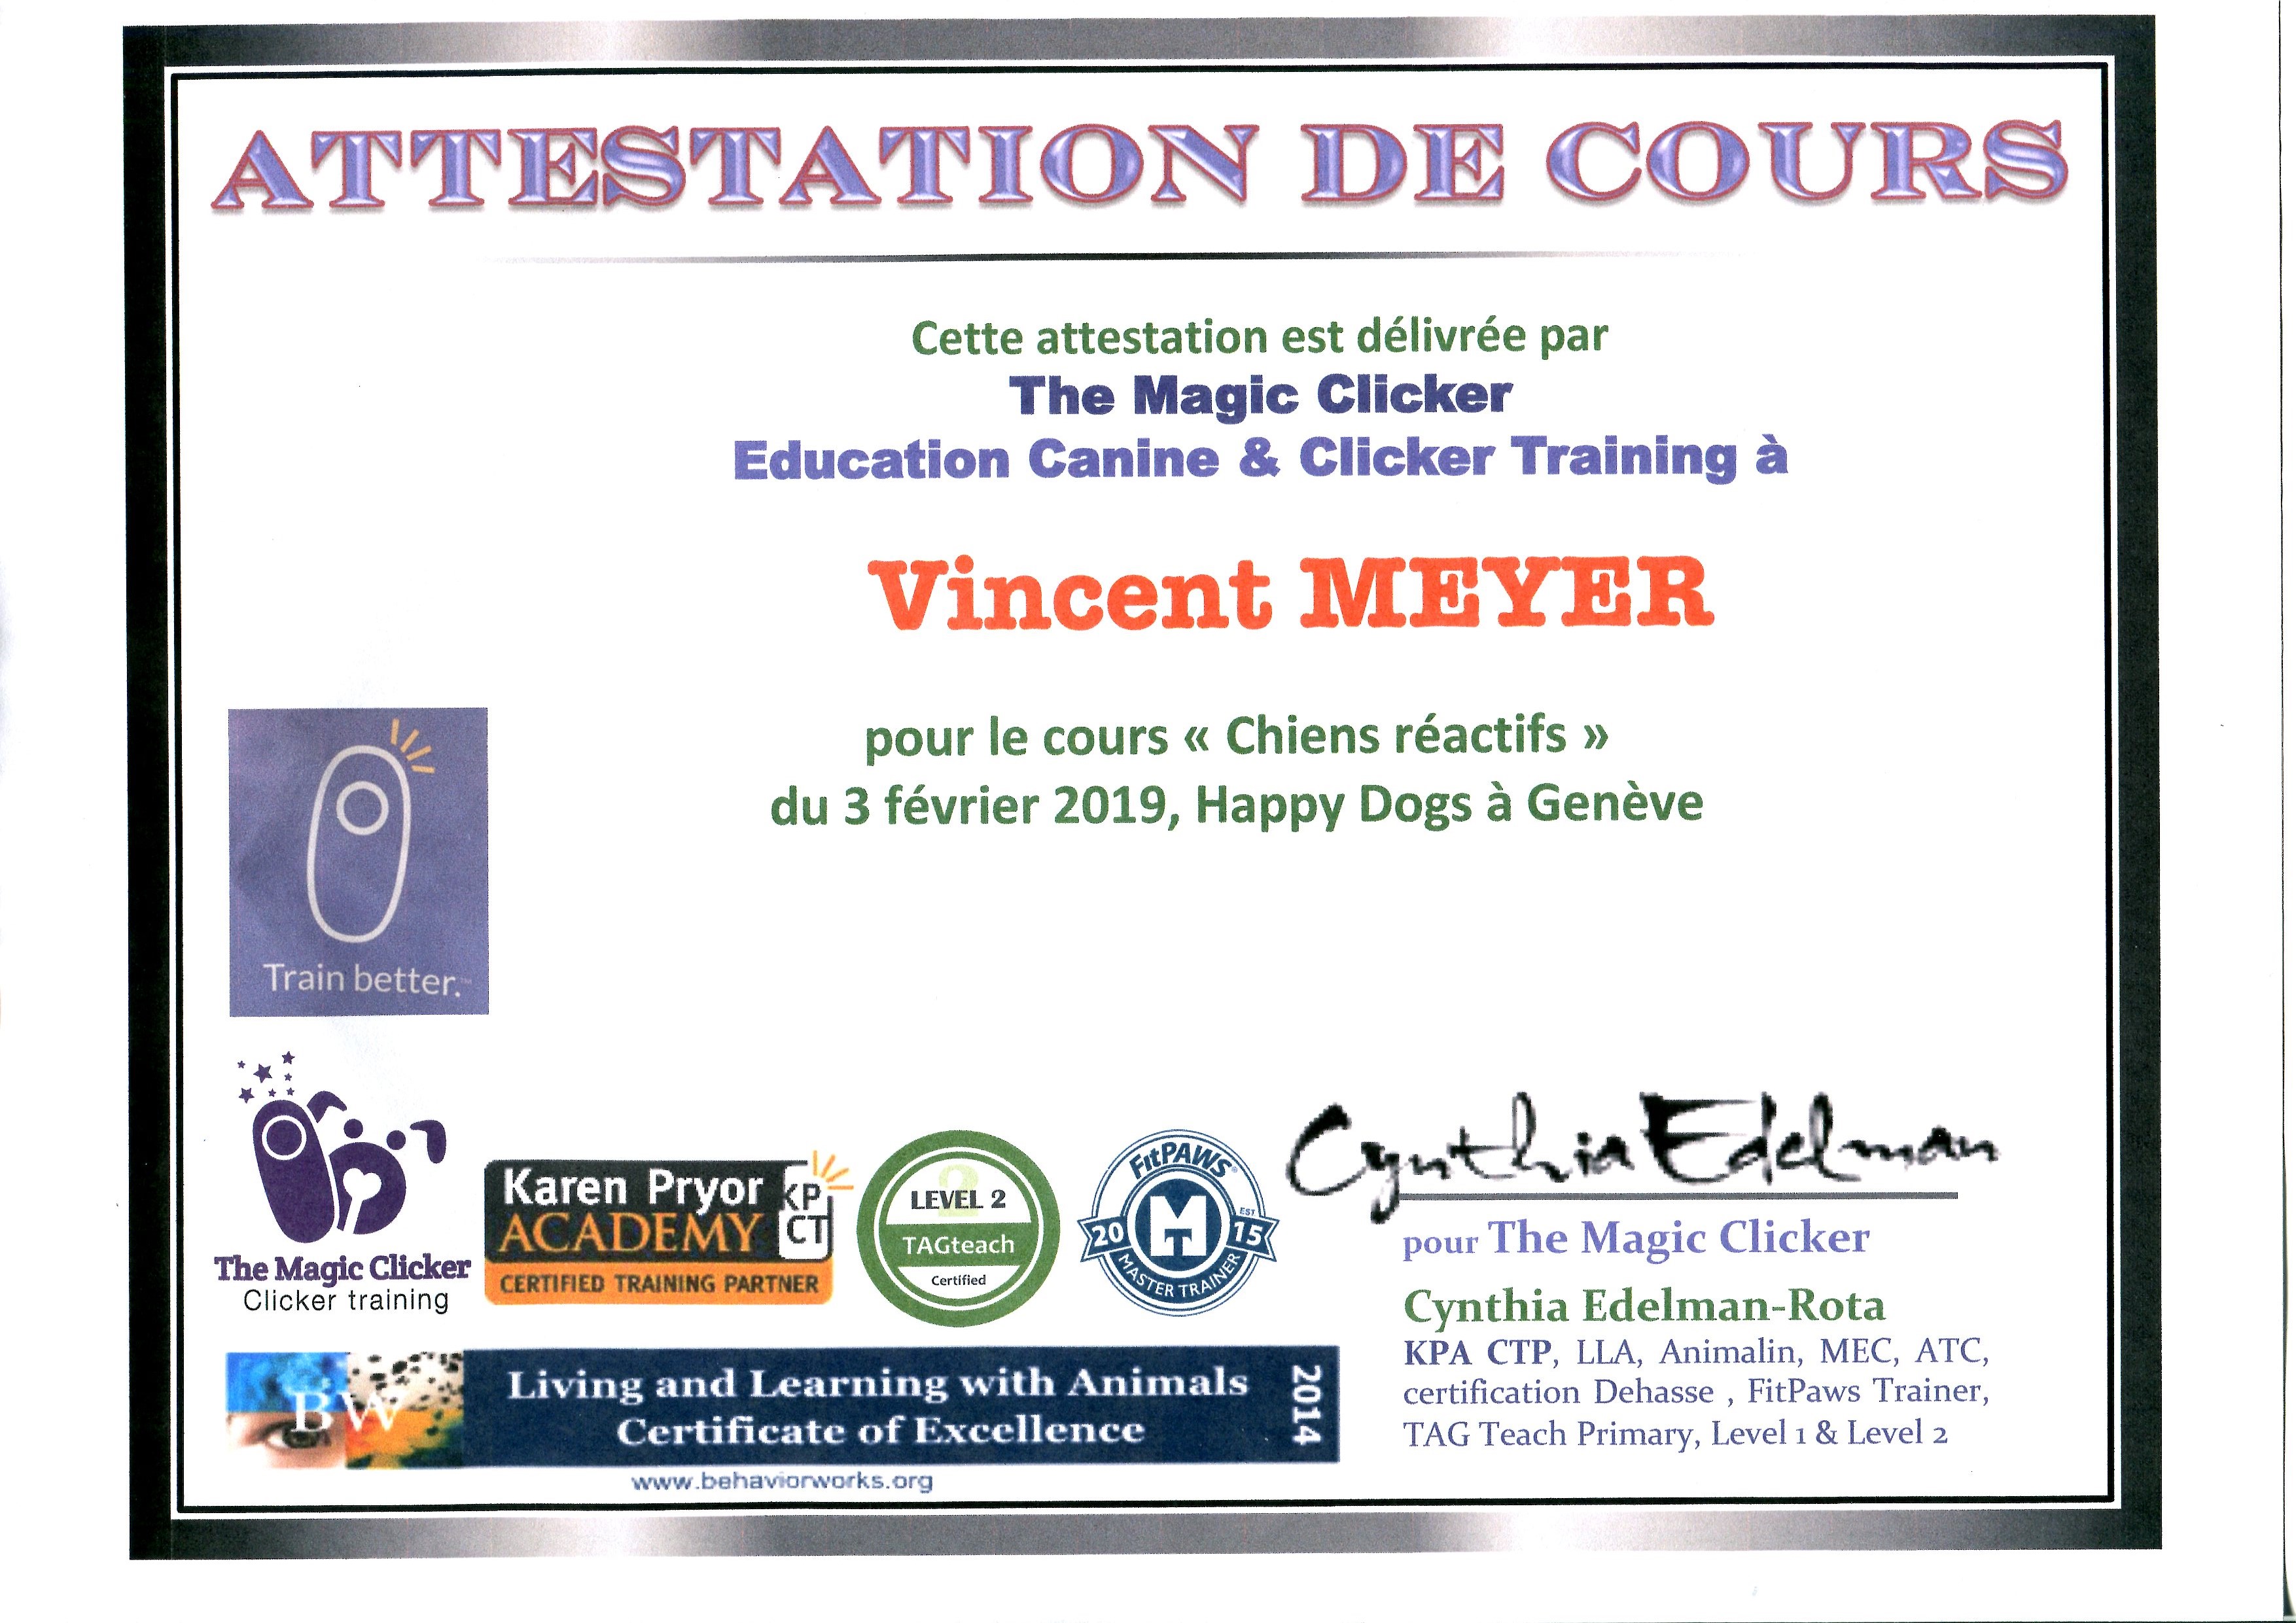 ATTESTATION DE COURS
Cette attestation est délivrée par
The Magic Clicker
Education Canine & Clicker Training à
Vincent MEYER
pour le cours « Chiens réactifs »
du 3 février 2019, Happy Dogs à Genève
Train better.™
The Magic Clicker
Clicker training
Karen Pryor
ACADEMY
KP
CT
CERTIFIED TRAINING PARTNER
2
LEVEL 2
TAGteach
Certified
FitPAWS®
MT
20 EST 15
MASTER TRAINER
Cynthia Edelman
pour The Magic Clicker
Cynthia Edelman-Rota
KPA CTP, LLA, Animalin, MEC, ATC,
certification Dehasse , FitPaws Trainer,
TAG Teach Primary, Level 1 & Level 2
BW
Living and Learning with Animals
Certificate of Excellence
2014
www.behaviorworks.org